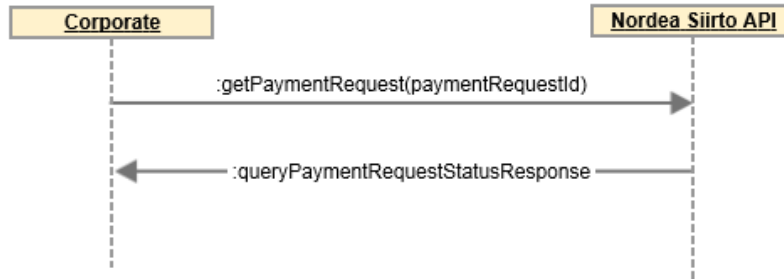 Corporate
Nordea Siirto API
:getPaymentRequest(paymentRequestId)
:queryPaymentRequestStatusResponse